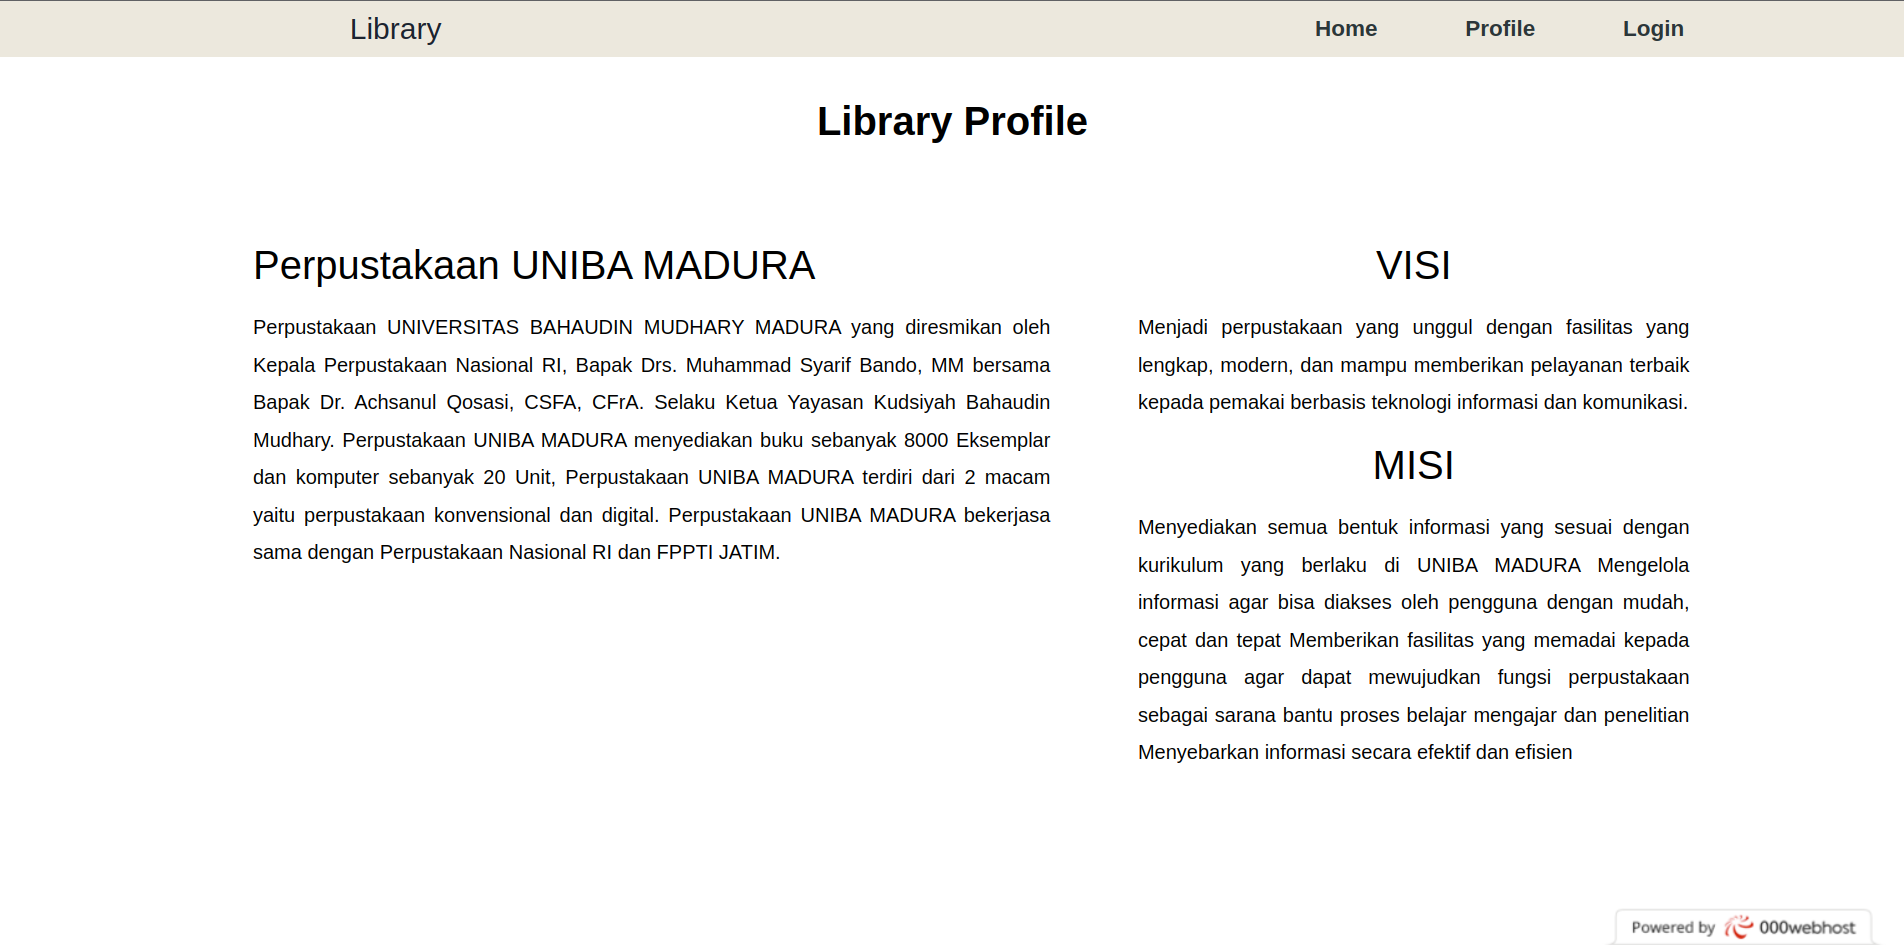 Library
Home
Profile
Login
Library Profile
Perpustakaan UNIBA MADURA
Perpustakaan UNIVERSITAS BAHAUDIN MUDHARY MADURA yang diresmikan oleh
Kepala Perpustakaan Nasional RI, Bapak Drs. Muhammad Syarif Bando, MM bersama
Bapak Dr. Achsanul Qosasi, CSFA, CFrA. Selaku Ketua Yayasan Kudsiyah Bahaudin
Mudhary. Perpustakaan UNIBA MADURA menyediakan buku sebanyak 8000 Eksemplar
dan komputer sebanyak 20 Unit, Perpustakaan UNIBA MADURA terdiri dari 2 macam
yaitu perpustakaan konvensional dan digital. Perpustakaan UNIBA MADURA bekerjasa
sama dengan Perpustakaan Nasional RI dan FPPTI JATIM.
VISI
Menjadi perpustakaan yang unggul dengan fasilitas yang
lengkap, modern, dan mampu memberikan pelayanan terbaik
kepada pemakai berbasis teknologi informasi dan komunikasi.
MISI
Menyediakan semua bentuk informasi yang sesuai dengan
kurikulum yang berlaku di UNIBA MADURA Mengelola
informasi agar bisa diakses oleh pengguna dengan mudah,
cepat dan tepat Memberikan fasilitas yang memadai kepada
pengguna agar dapat mewujudkan fungsi perpustakaan
sebagai sarana bantu proses belajar mengajar dan penelitian
Menyebarkan informasi secara efektif dan efisien
Powered by 000webhost